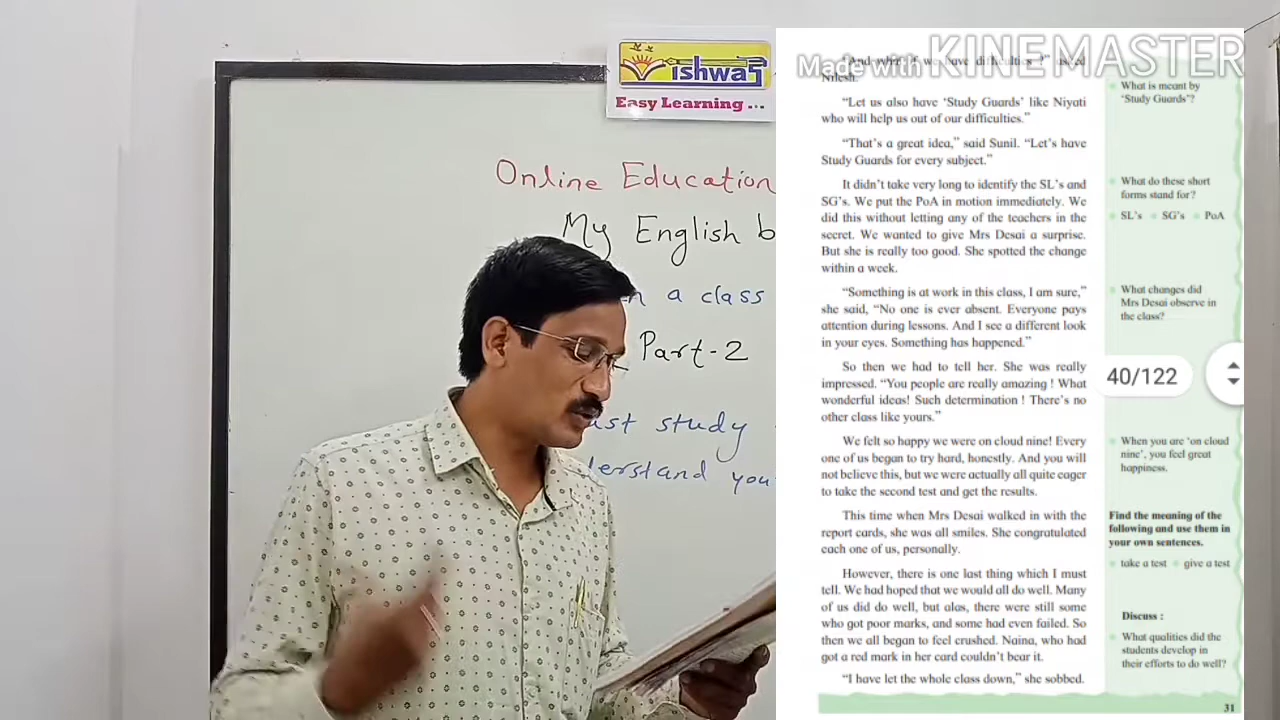 ishwas
Easy Learning ...
Online Education
My English b
n a class
Part-2
ust study
derstand you
Made with KINEMASTER
"And what if we have difficulties ?" asked
Nilesh.
"Let us also have 'Study Guards' like Niyati
who will help us out of our difficulties."
"That's a great idea," said Sunil. "Let's have
Study Guards for every subject."
It didn't take very long to identify the SL's and
SG's. We put the PoA in motion immediately. We
did this without letting any of the teachers in the
secret. We wanted to give Mrs Desai a surprise.
But she is really too good. She spotted the change
within a week.
"Something is at work in this class, I am sure,"
she said, "No one is ever absent. Everyone pays
attention during lessons. And I see a different look
in your eyes. Something has happened."
So then we had to tell her. She was really
impressed. "You people are really amazing ! What
wonderful ideas! Such determination ! There's no
other class like yours."
We felt so happy we were on cloud nine! Every
one of us began to try hard, honestly. And you will
not believe this, but we were actually all quite eager
to take the second test and get the results.
This time when Mrs Desai walked in with the
report cards, she was all smiles. She congratulated
each one of us, personally.
However, there is one last thing which I must
tell. We had hoped that we would all do well. Many
of us did do well, but alas, there were still some
who got poor marks, and some had even failed. So
then we all began to feel crushed. Naina, who had
got a red mark in her card couldn't bear it.
"I have let the whole class down," she sobbed.
What is meant by
'Study Guards'?
What do these short
forms stand for?
SL's SG's PoA
What changes did
Mrs Desai observe in
the class?
40/122
When you are 'on cloud
nine', you feel great
happiness.
Find the meaning of the
following and use them in
your own sentences.
take a test give a test
Discuss :
What qualities did the
students develop in
their efforts to do well?
31